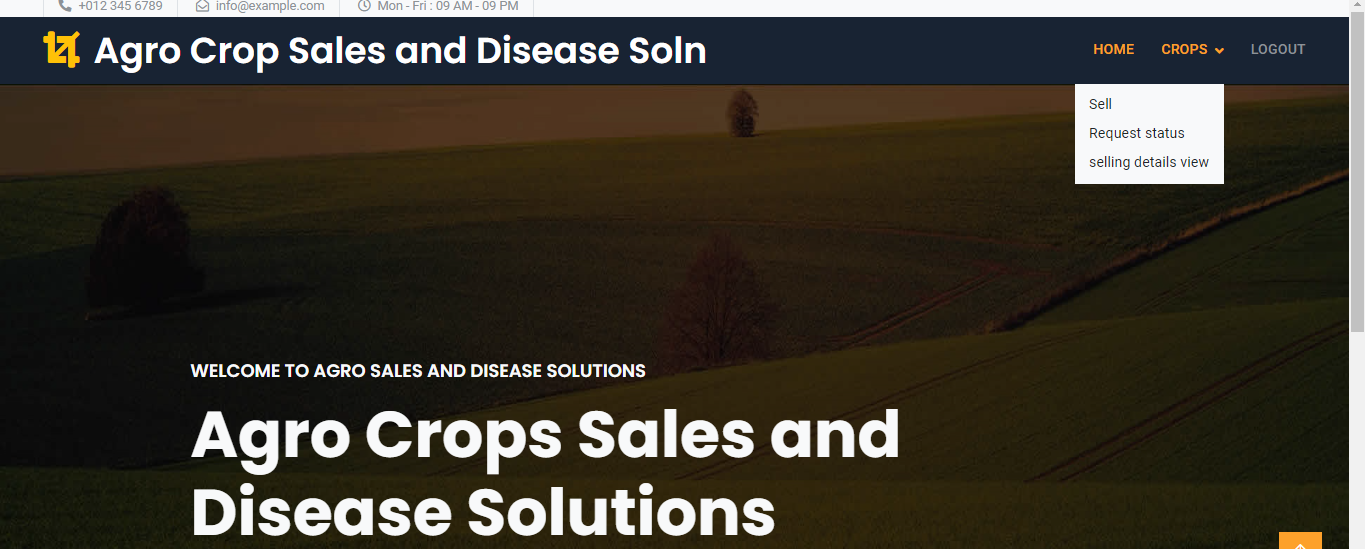 +012 345 6789 info@example.com Mon - Fri : 09 AM - 09 PM
Agro Crop Sales and Disease Soln HOME CROPS LOGOUT
Sell
Request status
selling details view
WELCOME TO AGRO SALES AND DISEASE SOLUTIONS
Agro Crops Sales and
Disease Solutions